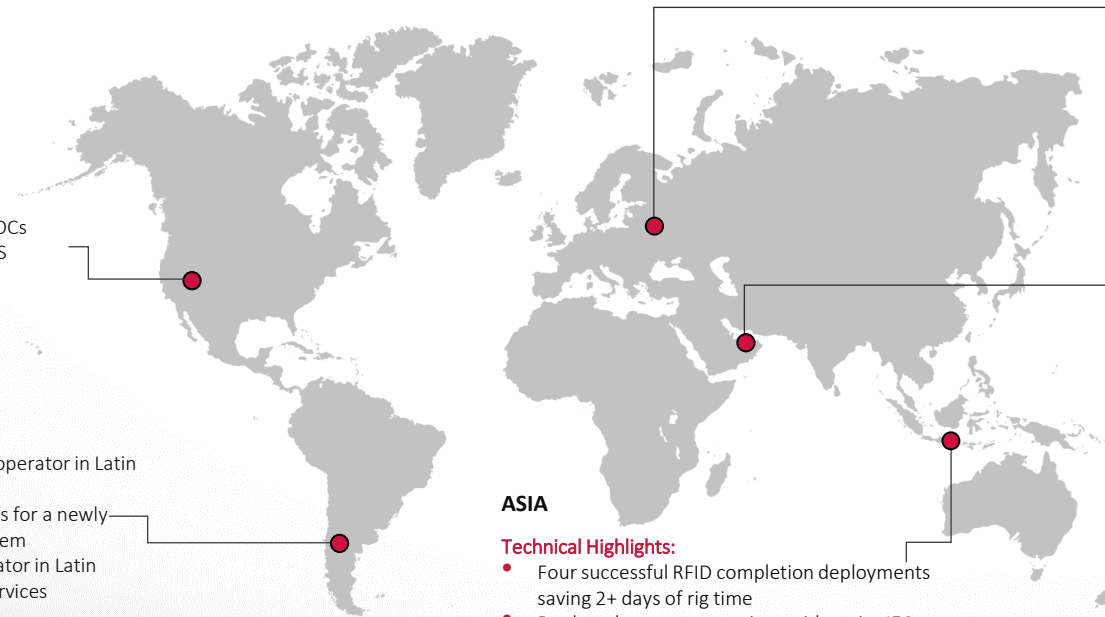 OCs
S
operator in Latin
s for a newly
em
ator in Latin
rvices
ASIA
Technical Highlights:
• Four successful RFID completion deployments
saving 2+ days of rig time